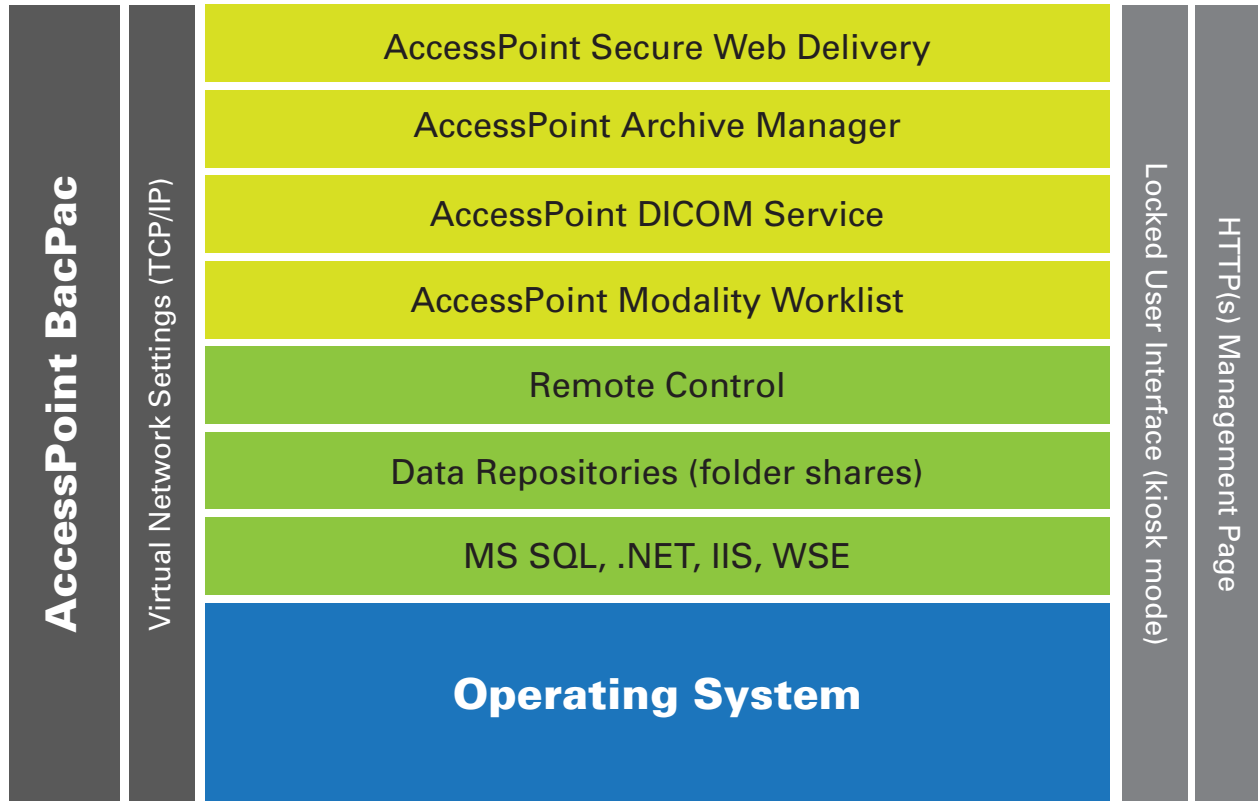 AccessPoint BacPac
Virtual Network Settings (TCP/IP)
AccessPoint Secure Web Delivery
AccessPoint Archive Manager
AccessPoint DICOM Service
AccessPoint Modality Worklist
Remote Control
Data Repositories (folder shares)
MS SQL, .NET, IIS, WSE
Operating System
Locked User Interface (kiosk mode)
HTTP(s) Management Page